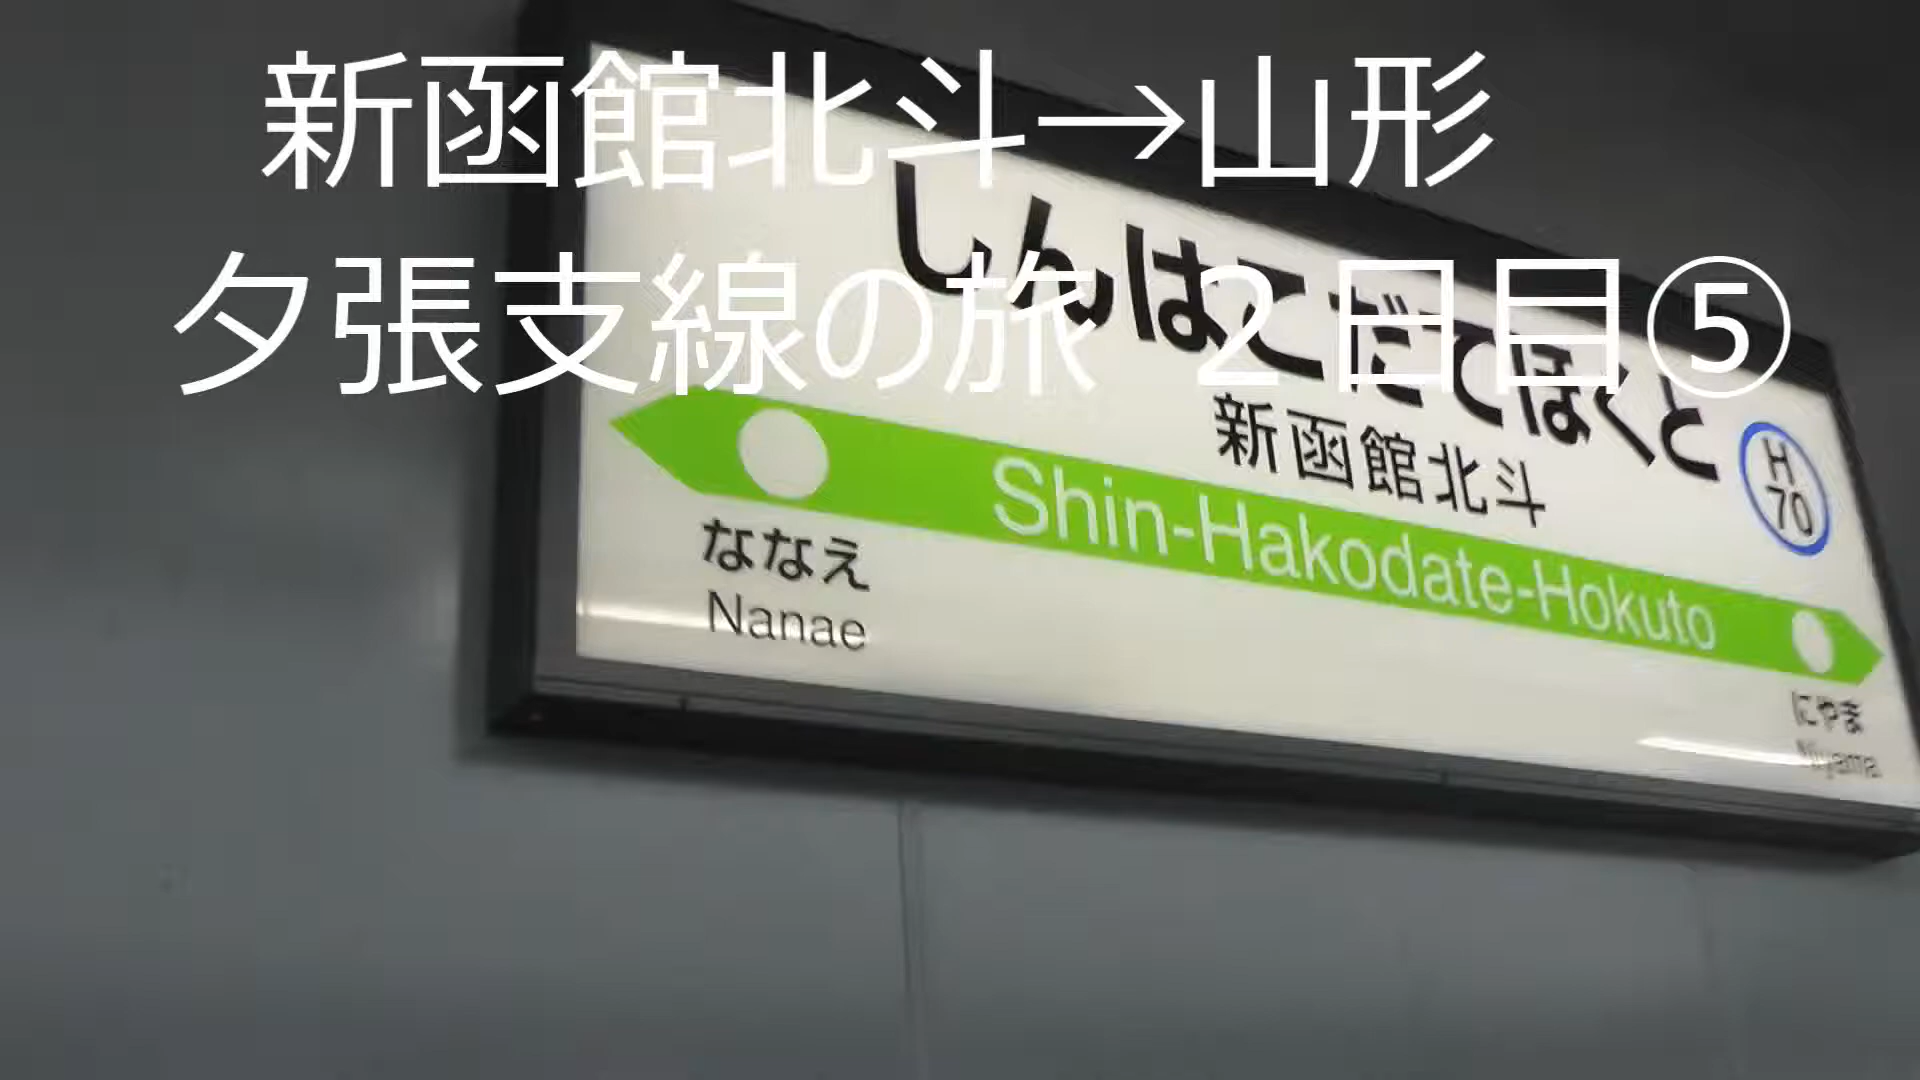 新函館北斗→山形
夕張支線の旅 2日目⑤
しんはこだてほくと
新函館北斗
H
70
Shin-Hakodate-Hokuto
ななえ
Nanae
にやま
Niyama